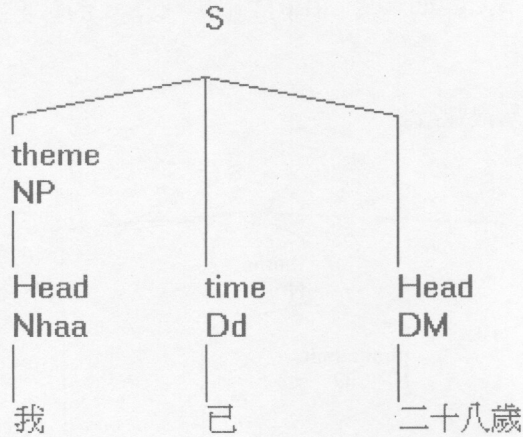 S
theme
NP
Head time Head
Nhaa Dd DM
我 已 二十八歲